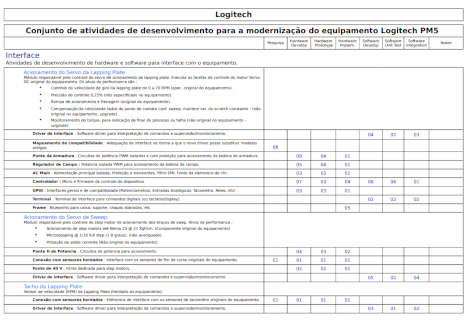 Logitech
Conjunto de atividades de desenvolvimento para a modernização do equipamento Logitech PM5
Pesquisa Hardware Develop Hardware Prototype Hardware Implem. Software Develop Software Unit Test Software Integration Notes
Interface
Atividades de desenvolvimento de hardware e software para interface com o equipamento.
Acionamento do Servo da Lapping Plate
Módulo responsável pelo controle do servo de acionamento da lapping plate. Executa as tarefas de controle do motor Servo
DC original do equipamento. Os alvos de performance são :
• Controle da velocidade de giro da lapping plate de 0 a 70 RPM (spec. original do equipamento).
• Precisão de controle 0,25% (não especificado no equipamento).
• Rampa de acionamento e frenagem (original do equipamento).
• Compensação da velocidade radial do ponto de contato com sweep, manter vel. do scratch constante - (não
original no equipamento, upgrade).
• Monitoramento do torque, para indicação de final do processo ou falha (não original no equipamento -
upgrade).
Driver de Interface - Software driver para interpretação de comandos e supervisão/monitoramento. 04 02 03
Mapeamento de compatibilidade : Adequação da interface de forma a que o novo driver possa substituir modelos
antigos 06
Ponte da Armadura : Circuitos de potência PWM isolados e com proteção para acionamento da bobina de armadura. 06 04 01
Regulador de Campo : Potencia isolada PWM para acionamento da bobina de campo. 05 04 01
AC Main : Alimentação principal isolada, Proteção a transientes, Filtro EMI, Fonte da eletronica de ctrl. 03 03 01
Controlador : Micro e Firmware de controle do dispositivo. 07 03 04 06 06 01
GPIO : Interfaces gerais e de compatibilidade (Potenciometros, Entradas Analogicas, Tacometro, Reles, etc) 03 03 01
Terminal : Terminal de interface para comandos digitais (ou teclado/display). 02 02 02
Frame : Blueprints para caixa, suporte, chapas dobradas, etc 05
Acionamento do Servo do Sweep
Módulo responsável pelo controle do step motor de acionamento dos braços de sweep. Alvos de performance :
• Acionamento de step motors até Nema 23 @ 21 Kgf/cm. (Compatível com original do equipamento).
• Microstepping @ 1/16 full step (1,8 graus). (não averiguado).
• Proteção de sobre corrente (Não original do equipamento).
Ponte H de Potencia : Circuitos de potencia para acionamento. 04 03 02
Conexão com sensores herdados : Interface com os sensores de fim de curso originais do equipamento. 01 01 01 01
Fonte de 40 V : Fonte dedicada para step motors. 02 02 01
Driver de Interface : Software driver para interpretação de comandos e supervisão/monitoramento. 05 02 04
Tacho da Lapping Plate
Sensor de velocidade (RPM) da Lapping Plate (herdado do equipamento).
Conexão com sensores herdados : Eletronica de interface com os sensores de tacometro originais do equipamento. 01 01 01 01
Driver de Interface : Software driver para interpretação de comandos e supervisão/monitoramento. 03 01 02